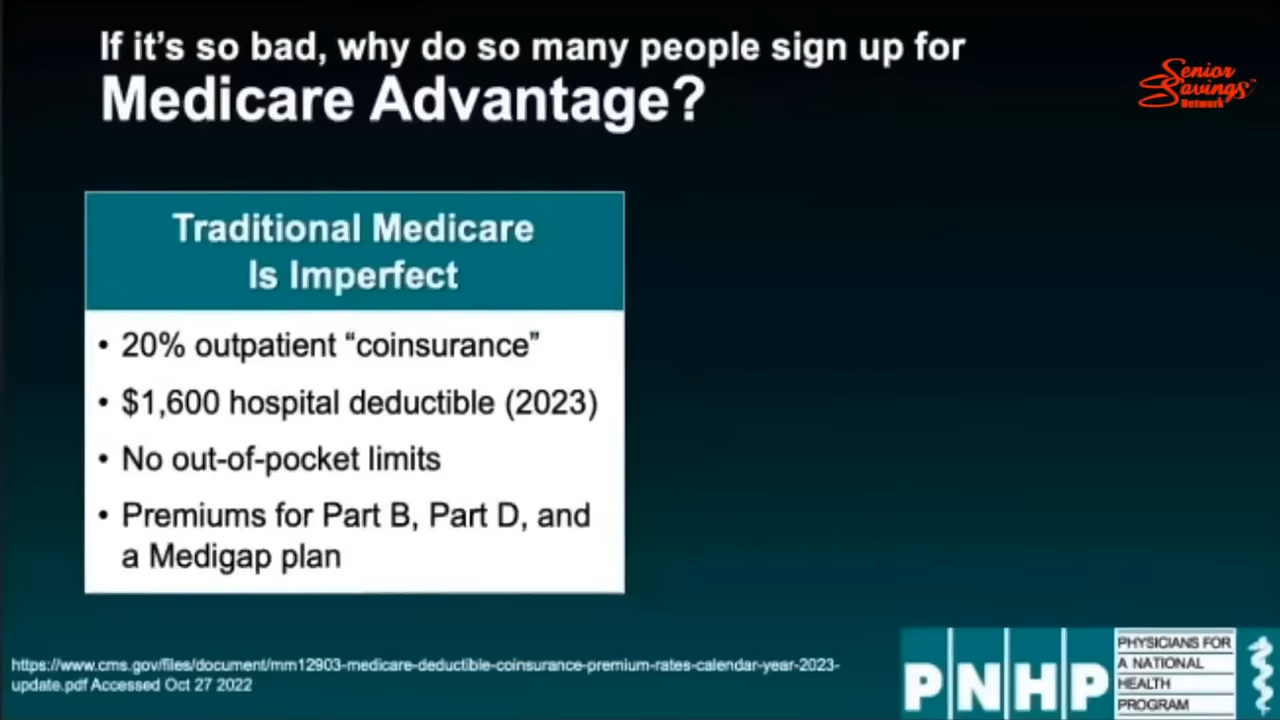 If it's so bad, why do so many people sign up for
Medicare Advantage?
Senior
Savings™
Network
Traditional Medicare
Is Imperfect
• 20% outpatient “coinsurance”
• $1,600 hospital deductible (2023)
• No out-of-pocket limits
• Premiums for Part B, Part D, and
a Medigap plan
https://www.cms.gov/files/document/mm12903-medicare-deductible-coinsurance-premium-rates-calendar-year-2023-
update.pdf Accessed Oct 27 2022
PNHP
PHYSICIANS FOR
A NATIONAL
HEALTH
PROGRAM